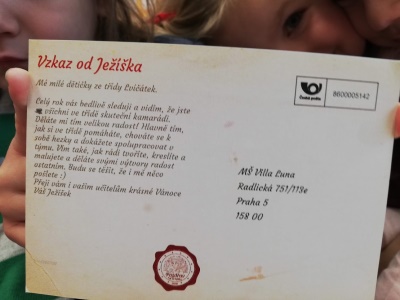 Vzkaz od Ježíška
Mé milé dětičky ze třídy Lvíčátek.
Celý rok vás bedlivě sleduji a vidím, že jste
všichni ve třídě skuteční kamarádi.
Děláte mi tím velikou radost! Hlavně tím,
jak si ve třídě pomáháte, chováte se k
sobě hezky a dokážete spolupracovat v
týmu. Vím také, jak rádi tvoříte, kreslíte a
malujete a děláte svými výtvory radost
ostatním. Budu se těšit, že i mé něco
pošlete :)
Přeji vám i vašim učitelům krásné Vánoce
Váš Ježíšek
Česká pošta
8600005142
MŠ Villa Luna
Radlická 751/113e
Praha 5
158 00